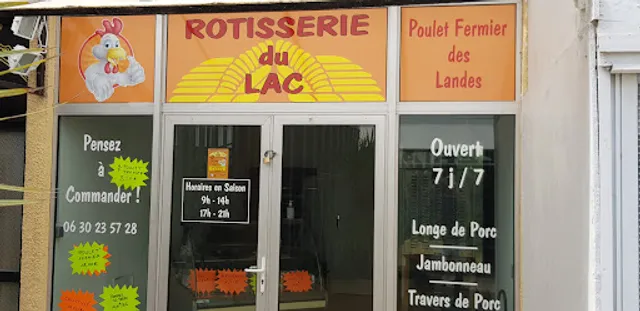 ROTISSERIE
du
LAC
Poulet Fermier
des
Landes
Pensez
à
Commander !
06 30 23 57 28
Horaires en Saison
9h - 14h
17h - 21h
Ouvert
7 j / 7
Longe de Porc
Jambonneau
Travers de Porc